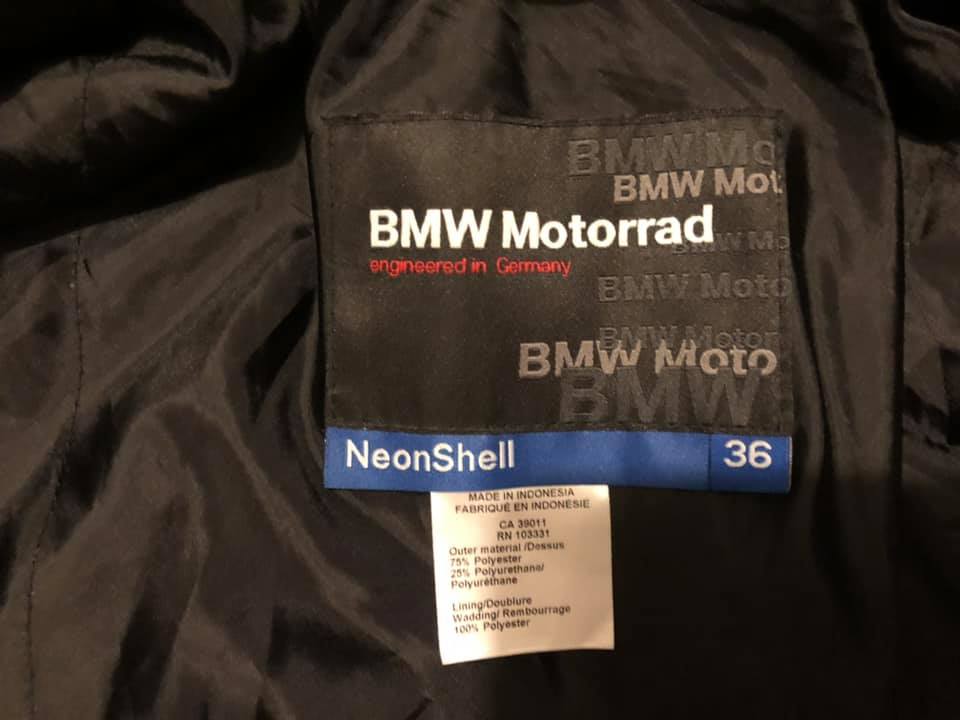 BMW Mo
BMW Mot
BMW Motorrad
BMW Mo
engineered in Germany
BMW Moto
BMW Motor
BMW Moto
BMW
NeonShell 36
MADE IN INDONESIA
FABRIQUÉ EN INDONÉSIE
CA 39011
RN 103331
Outer material /Dessus
75% Polyester
25% Polyurethane/
Polyuréthane
Lining/Doublure
Wadding/ Rembourrage
100% Polyester